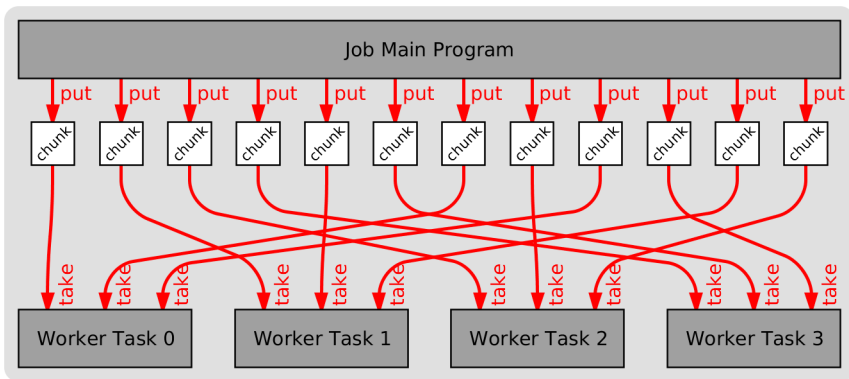 Job Main Program
put put put put put put put put put put put put
chunk chunk chunk chunk chunk chunk chunk chunk chunk chunk chunk chunk
take take take take take take take take take take take take
Worker Task 0 Worker Task 1 Worker Task 2 Worker Task 3